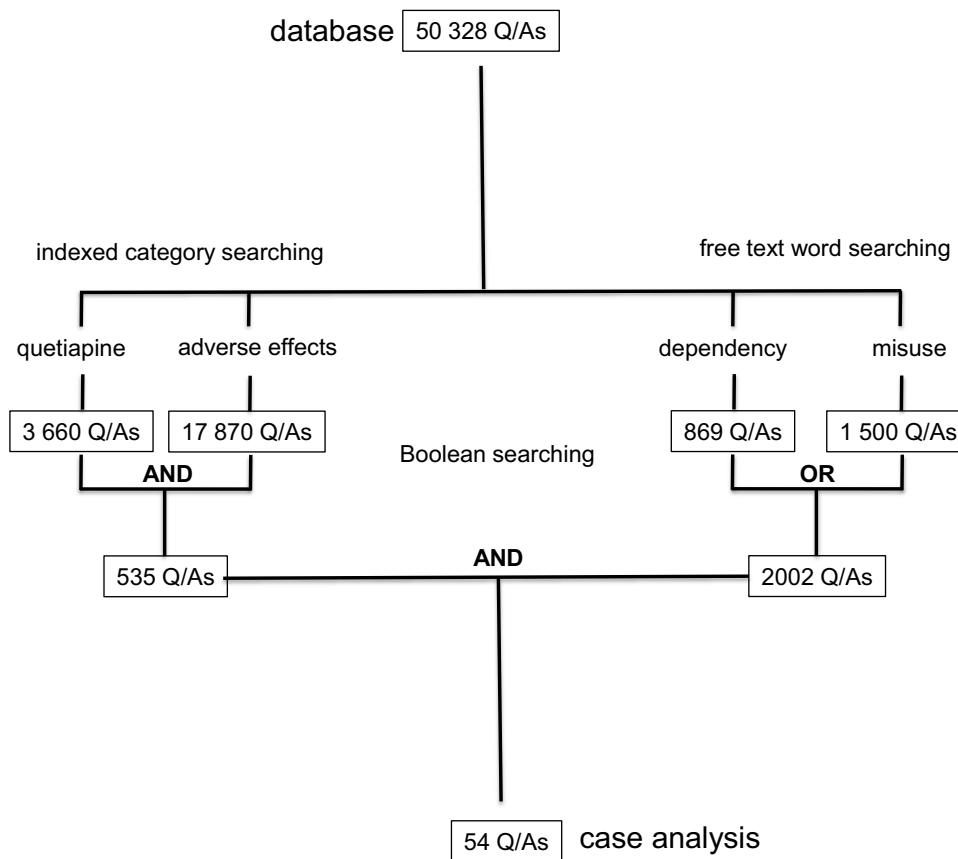 database 50 328 Q/As
indexed category searching
free text word searching
quetiapine adverse effects dependency misuse
3 660 Q/As 17 870 Q/As 869 Q/As 1 500 Q/As
Boolean searching
AND OR
AND
535 Q/As 2002 Q/As
54 Q/As case analysis